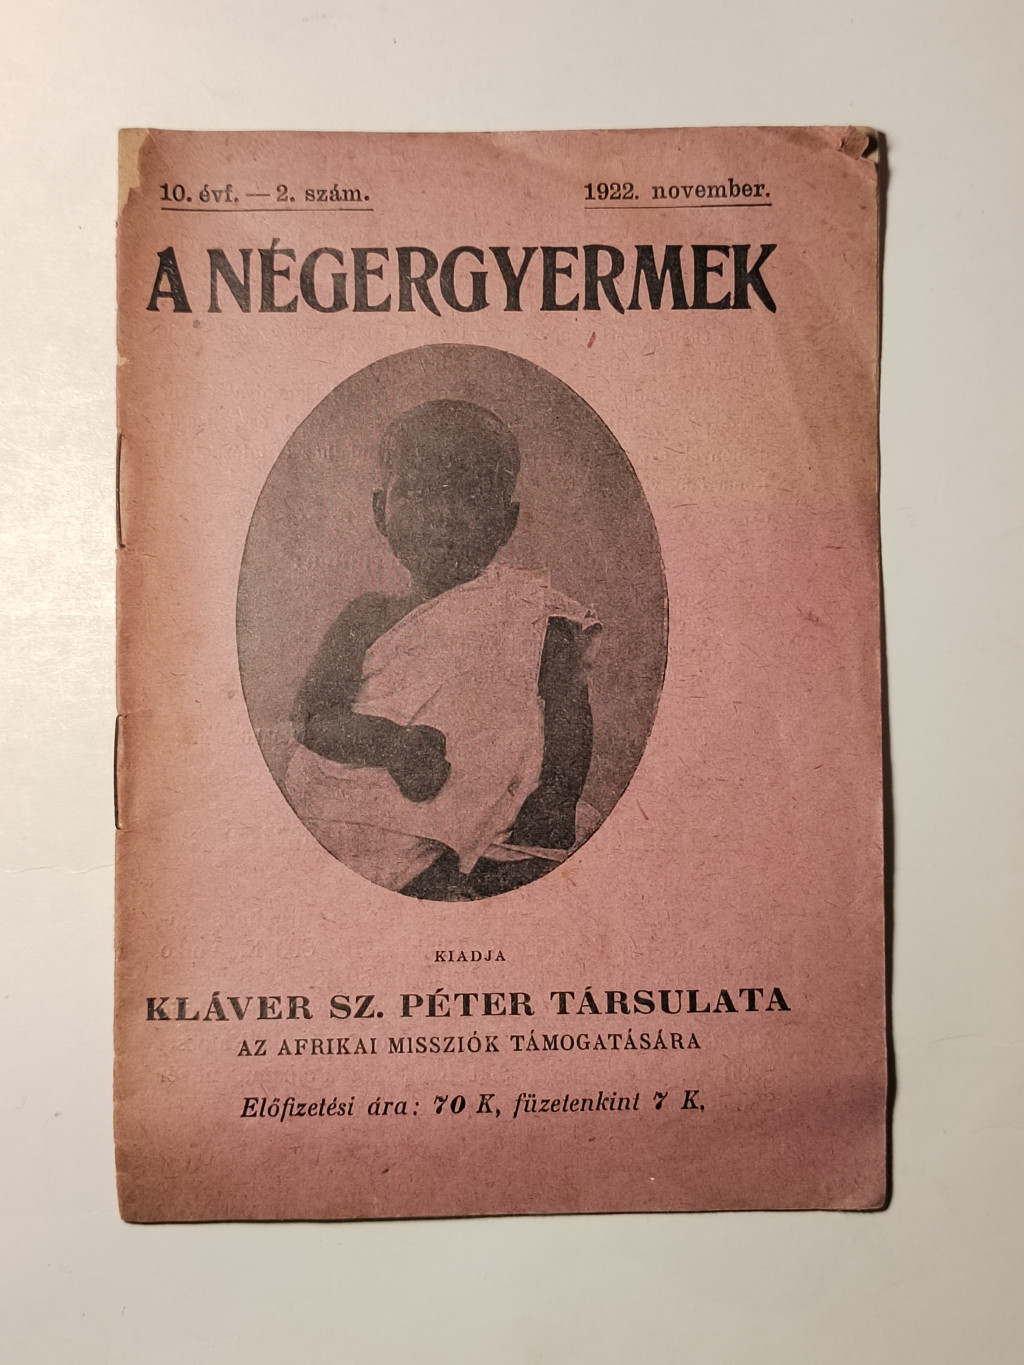 10. évf. — 2. szám. 1922. november.
A NÉGERGYERMEK
KIADJA
KLÁVER SZ. PÉTER TÁRSULATA
AZ AFRIKAI MISSZIÓK TÁMOGATÁSÁRA
Előfizetési ára: 70 K, füzetenkint 7 K.